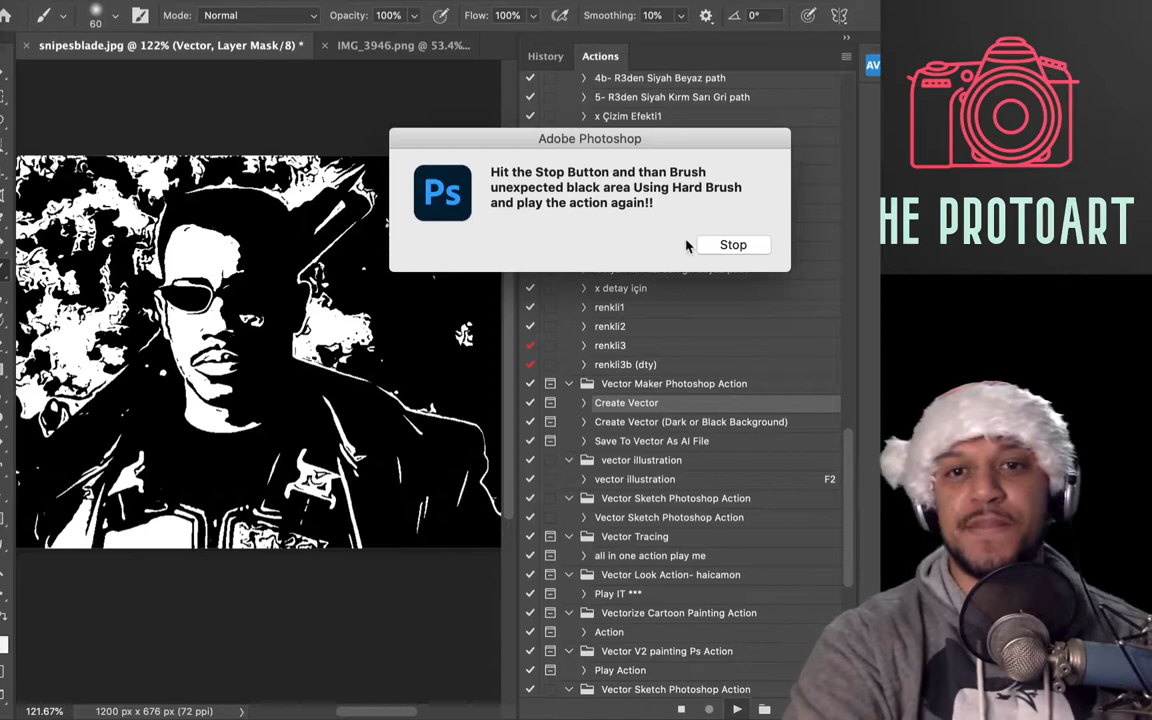 60
Mode: Normal
Opacity: 100%
Flow: 100%
Smoothing: 10%
0°
snipesblade.jpg @ 122% (Vector, Layer Mask/8) *
IMG_3946.png @ 53.4%...
History
Actions
AV
4b- R3den Siyah Beyaz path
5- R3den Siyah Kırm Sarı Gri path
x Çizim Efekti1
Adobe Photoshop
Ps
Hit the Stop Button and than Brush
unexpected black area Using Hard Brush
and play the action again!!
Stop
x detay için
renkli1
renkli2
renkli3
renkli3b (dty)
Vector Maker Photoshop Action
Create Vector
Create Vector (Dark or Black Background)
Save To Vector As AI File
vector illustration
vector illustration F2
Vector Sketch Photoshop Action
Vector Sketch Photoshop Action
Vector Tracing
all in one action play me
Vector Look Action- haicamon
Play IT ***
Vectorize Cartoon Painting Action
Action
Vector V2 painting Ps Action
Play Action
Vector Sketch Photoshop Action
121.67%
1200 px x 676 px (72 ppi)
HE PROTOART